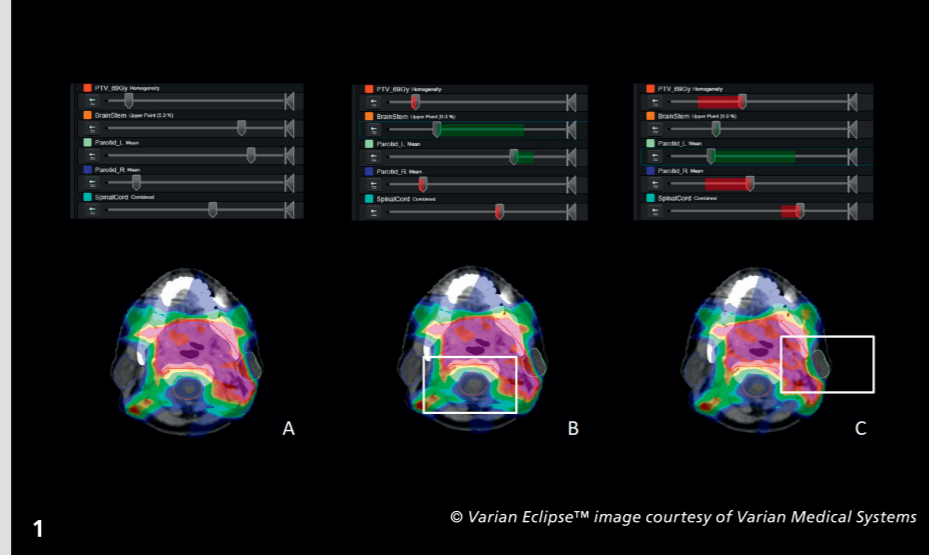 PTV_69Gy Homogeneity
BrainStem Upper Point (0.0 %)
Parotid_L Mean
Parotid_R Mean
SpinalCord Combined
PTV_69Gy Homogeneity
BrainStem Upper Point (0.0 %)
Parotid_L Mean
Parotid_R Mean
SpinalCord Combined
PTV_69Gy Homogeneity
BrainStem Upper Point (0.0 %)
Parotid_L Mean
Parotid_R Mean
SpinalCord Combined
A
B
C
1
© Varian Eclipse™ image courtesy of Varian Medical Systems